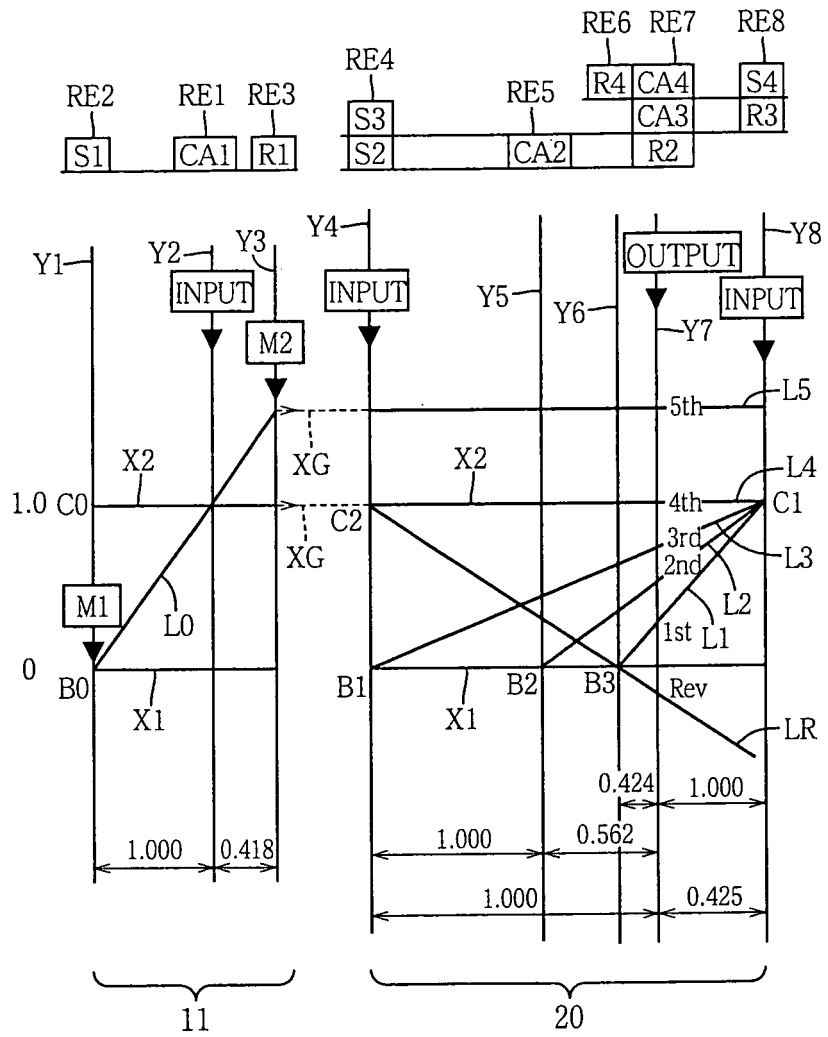 RE6 RE7 RE8
RE4
RE2 RE1 RE3 RE5
R4 CA4 S4
S3 CA3 R3
S1 CA1 R1 S2 CA2 R2
Y1 Y2 Y3 Y4 Y5 Y6 Y7 Y8
INPUT INPUT OUTPUT INPUT
M2
5th L5
XG
X2 X2 4th L4
1.0 C0 C2 C1
XG 3rd L3
2nd L2
M1 L0 1st L1
0 B0 X1 B1 X1 B2 B3 Rev
LR
0.424 1.000
1.000 0.418 1.000 0.562
1.000 0.425
11 20